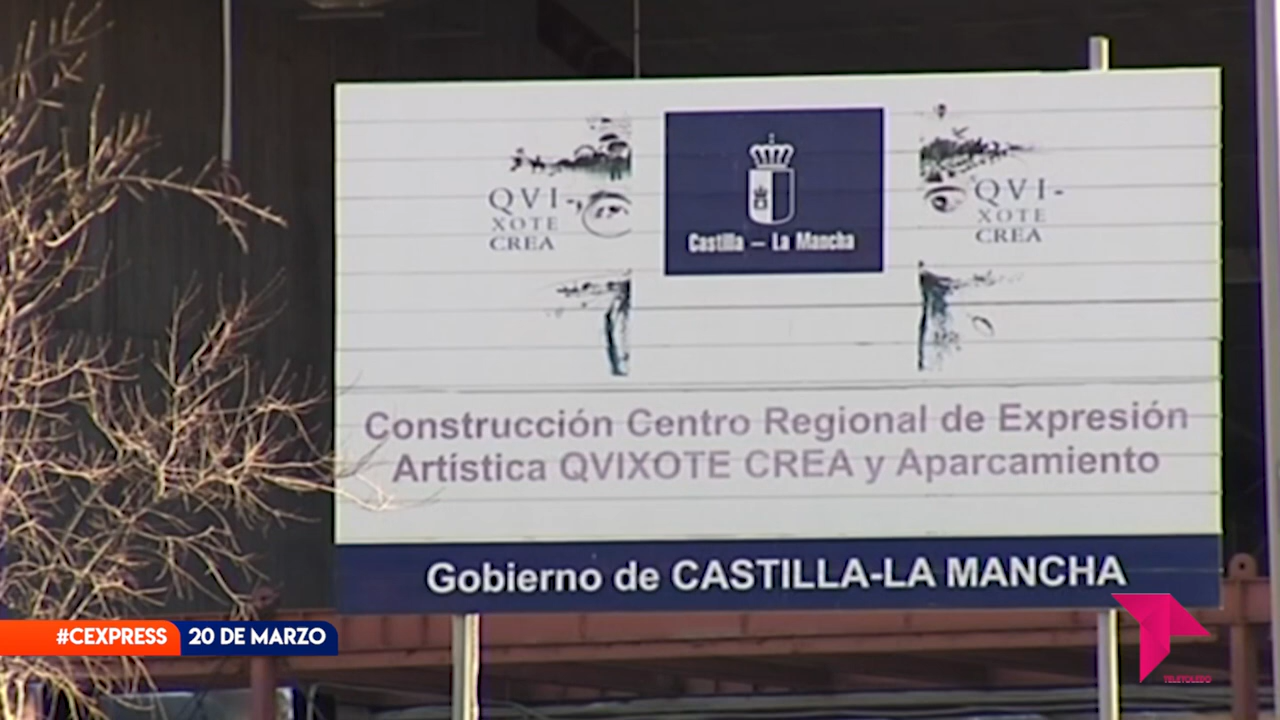 QVI-
XOTE
CREA
Castilla - La Mancha
QVI-
XOTE
CREA
Construcción Centro Regional de Expresión
Artística QVIXOTE CREA y Aparcamiento
Gobierno de CASTILLA-LA MANCHA
#CEXPRESS 20 DE MARZO
TELETOLEDO